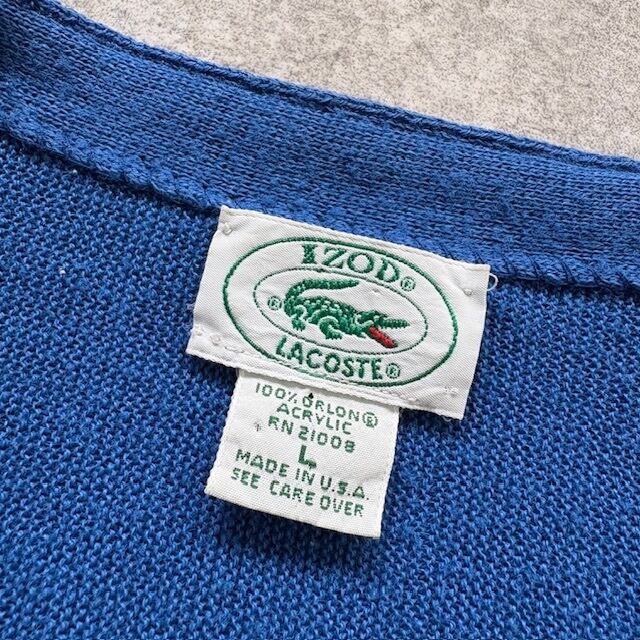 IZOD®
®
LACOSTE®
100% ORLON®
ACRYLIC
RN 21008
L
MADE IN U.S.A.
SEE CARE OVER